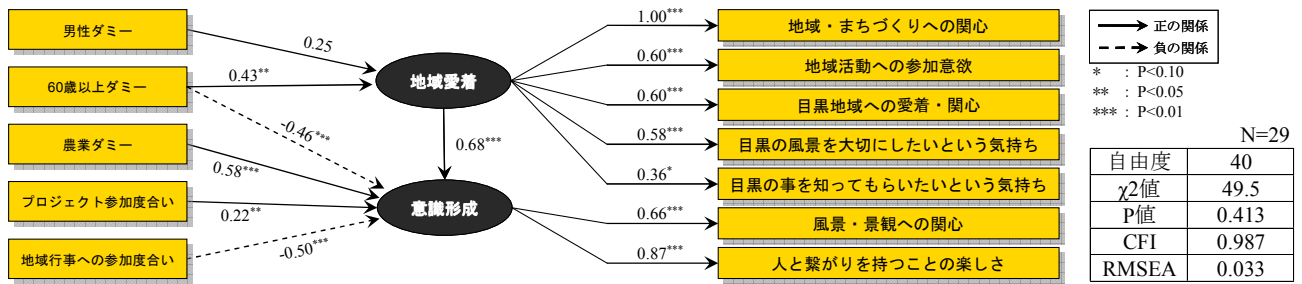 男性ダミー
60歳以上ダミー
農業ダミー
プロジェクト参加度合い
地域行事への参加度合い
0.25
0.43**
-0.46***
0.58***
0.22**
-0.50***
地域愛着
0.68***
意識形成
1.00***
0.60***
0.60***
0.58***
0.36*
0.66***
0.87***
地域・まちづくりへの関心
地域活動への参加意欲
目黒地域への愛着・関心
目黒の風景を大切にしたいという気持ち
目黒の事を知ってもらいたいという気持ち
風景・景観への関心
人と繋がりを持つことの楽しさ
正の関係
負の関係
* : P<0.10
** : P<0.05
*** : P<0.01
N=29
自由度 40
χ2値 49.5
P値 0.413
CFI 0.987
RMSEA 0.033